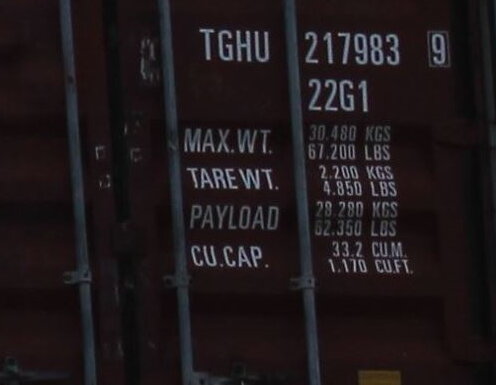 TGHU 217983 9
22G1
MAX.WT. 30.480 KGS
67.200 LBS
TARE WT. 2.200 KGS
4.850 LBS
PAYLOAD 28.280 KGS
62.350 LBS
CU.CAP. 33.2 CU.M.
1.170 CU.FT.